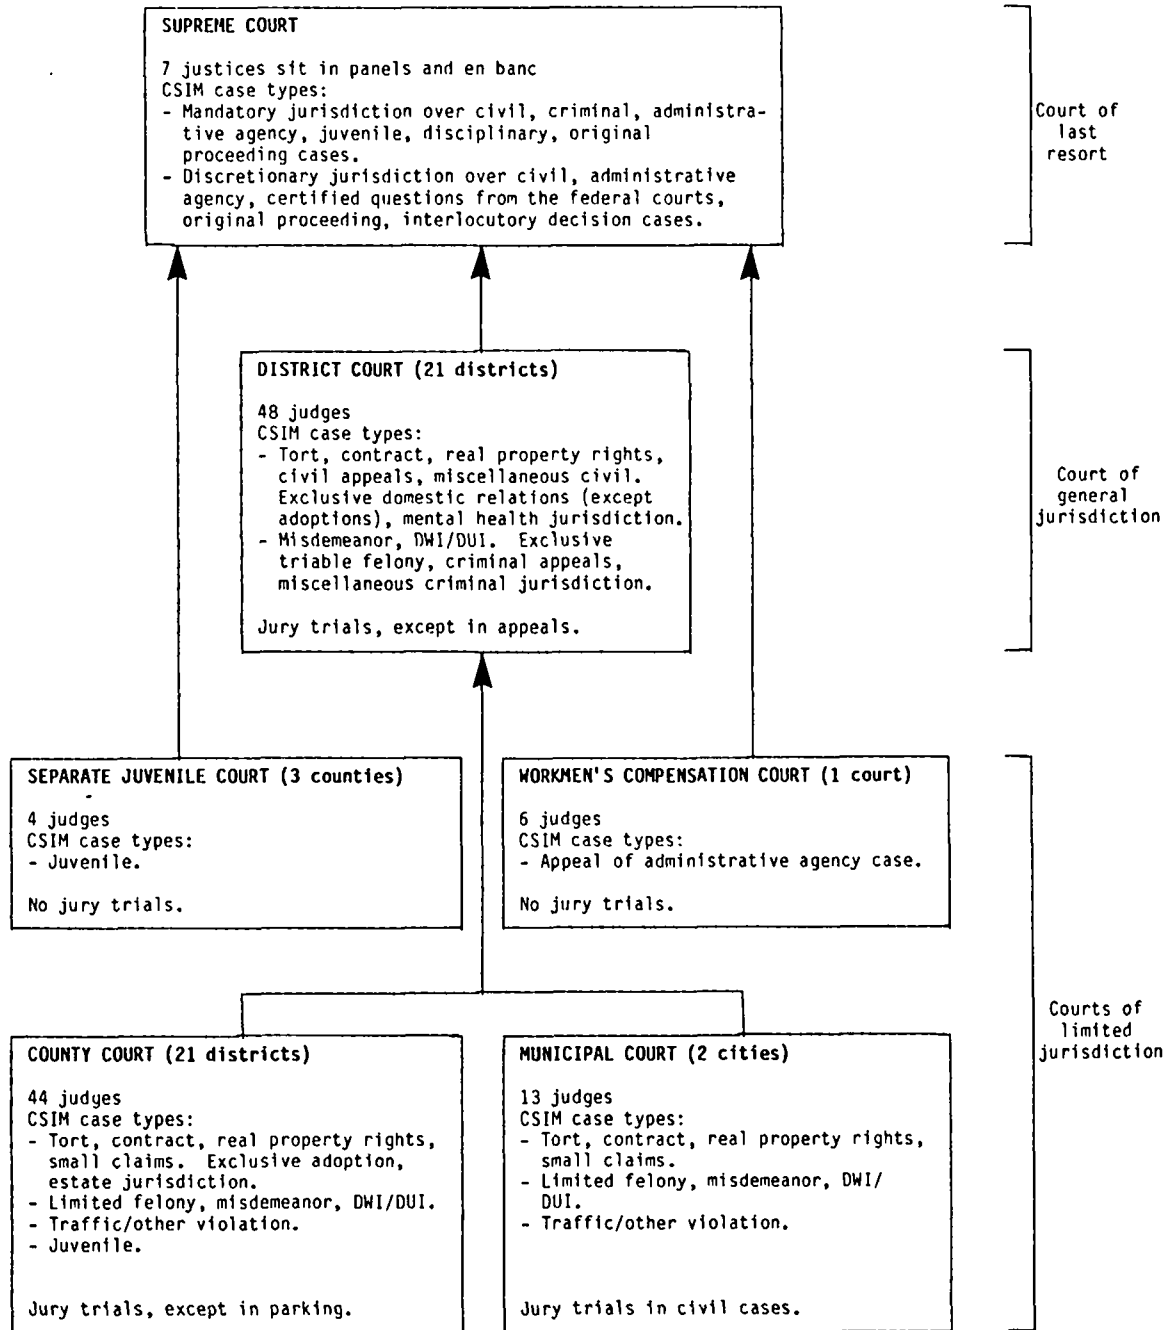 SUPREME COURT
7 justices sit in panels and en banc
CSIM case types:
- Mandatory jurisdiction over civil, criminal, administra-
tive agency, juvenile, disciplinary, original
proceeding cases.
- Discretionary jurisdiction over civil, administrative
agency, certified questions from the federal courts,
original proceeding, interlocutory decision cases.
Court of
last
resort
DISTRICT COURT (21 districts)
48 judges
CSIM case types:
- Tort, contract, real property rights,
civil appeals, miscellaneous civil.
Exclusive domestic relations (except
adoptions), mental health jurisdiction.
- Misdemeanor, DWI/DUI. Exclusive
triable felony, criminal appeals,
miscellaneous criminal jurisdiction.
Jury trials, except in appeals.
Court of
general
jurisdiction
SEPARATE JUVENILE COURT (3 counties)
4 judges
CSIM case types:
- Juvenile.
No jury trials.
WORKMEN'S COMPENSATION COURT (1 court)
6 judges
CSIM case types:
- Appeal of administrative agency case.
No jury trials.
COUNTY COURT (21 districts)
44 judges
CSIM case types:
- Tort, contract, real property rights,
small claims. Exclusive adoption,
estate jurisdiction.
- Limited felony, misdemeanor, DWI/DUI.
- Traffic/other violation.
- Juvenile.
Jury trials, except in parking.
MUNICIPAL COURT (2 cities)
13 judges
CSIM case types:
- Tort, contract, real property rights,
small claims.
- Limited felony, misdemeanor, DWI/
DUI.
- Traffic/other violation.
Jury trials in civil cases.
Courts of
limited
jurisdiction